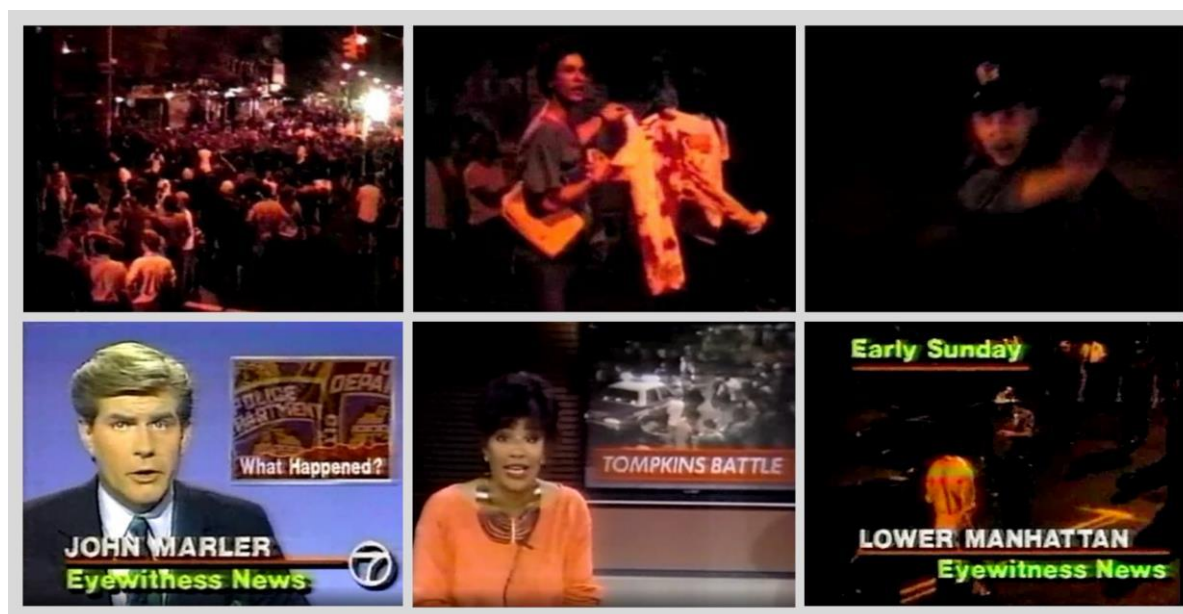 POLICE
DEPARTMENT
What Happened?
JOHN MARLER
Eyewitness News
7
TOMPKINS BATTLE
Early Sunday
LOWER MANHATTAN
Eyewitness News